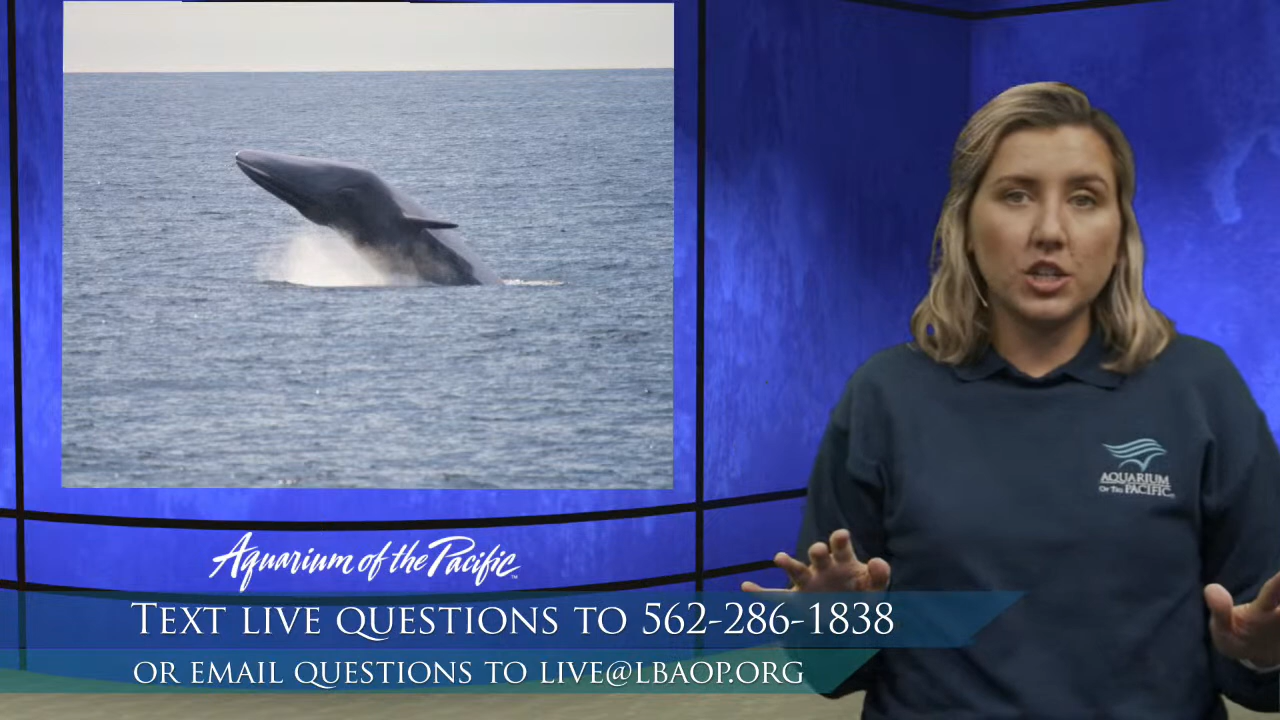 AQUARIUM
OF THE PACIFIC
Aquarium of the Pacific™
TEXT LIVE QUESTIONS TO 562-286-1838
OR EMAIL QUESTIONS TO LIVE@LBAOP.ORG